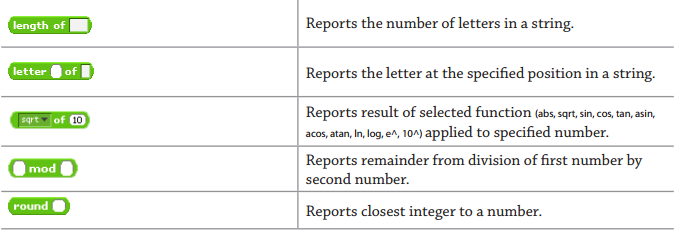 length of
Reports the number of letters in a string.
letter of
Reports the letter at the specified position in a string.
sqrt of 10
Reports result of selected function (abs, sqrt, sin, cos, tan, asin,
acos, atan, ln, log, e^, 10^) applied to specified number.
mod
Reports remainder from division of first number by
second number.
round
Reports closest integer to a number.